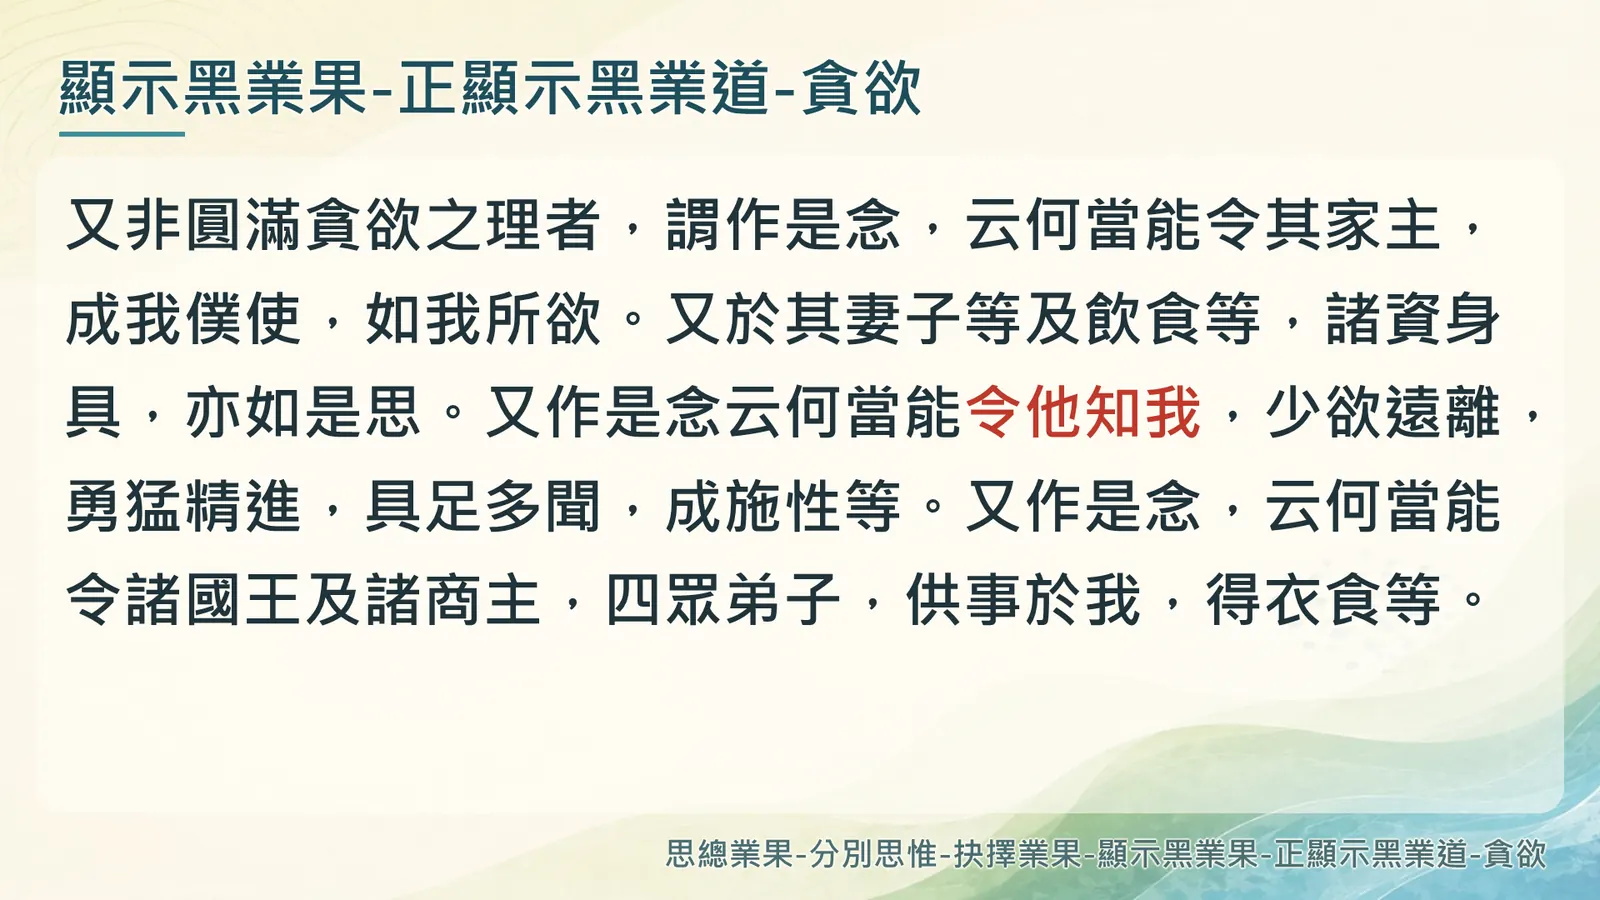 顯示黑業果-正顯示黑業道-貪欲
又非圓滿貪欲之理者，謂作是念，云何當能令其家主，
成我僕使，如我所欲。又於其妻子等及飲食等，諸資身
具，亦如是思。又作是念云何當能令他知我，少欲遠離，
勇猛精進，具足多聞，成施性等。又作是念，云何當能
令諸國王及諸商主，四眾弟子，供事於我，得衣食等。
思總業果-分別思惟-抉擇業果-顯示黑業果-正顯示黑業道-貪欲